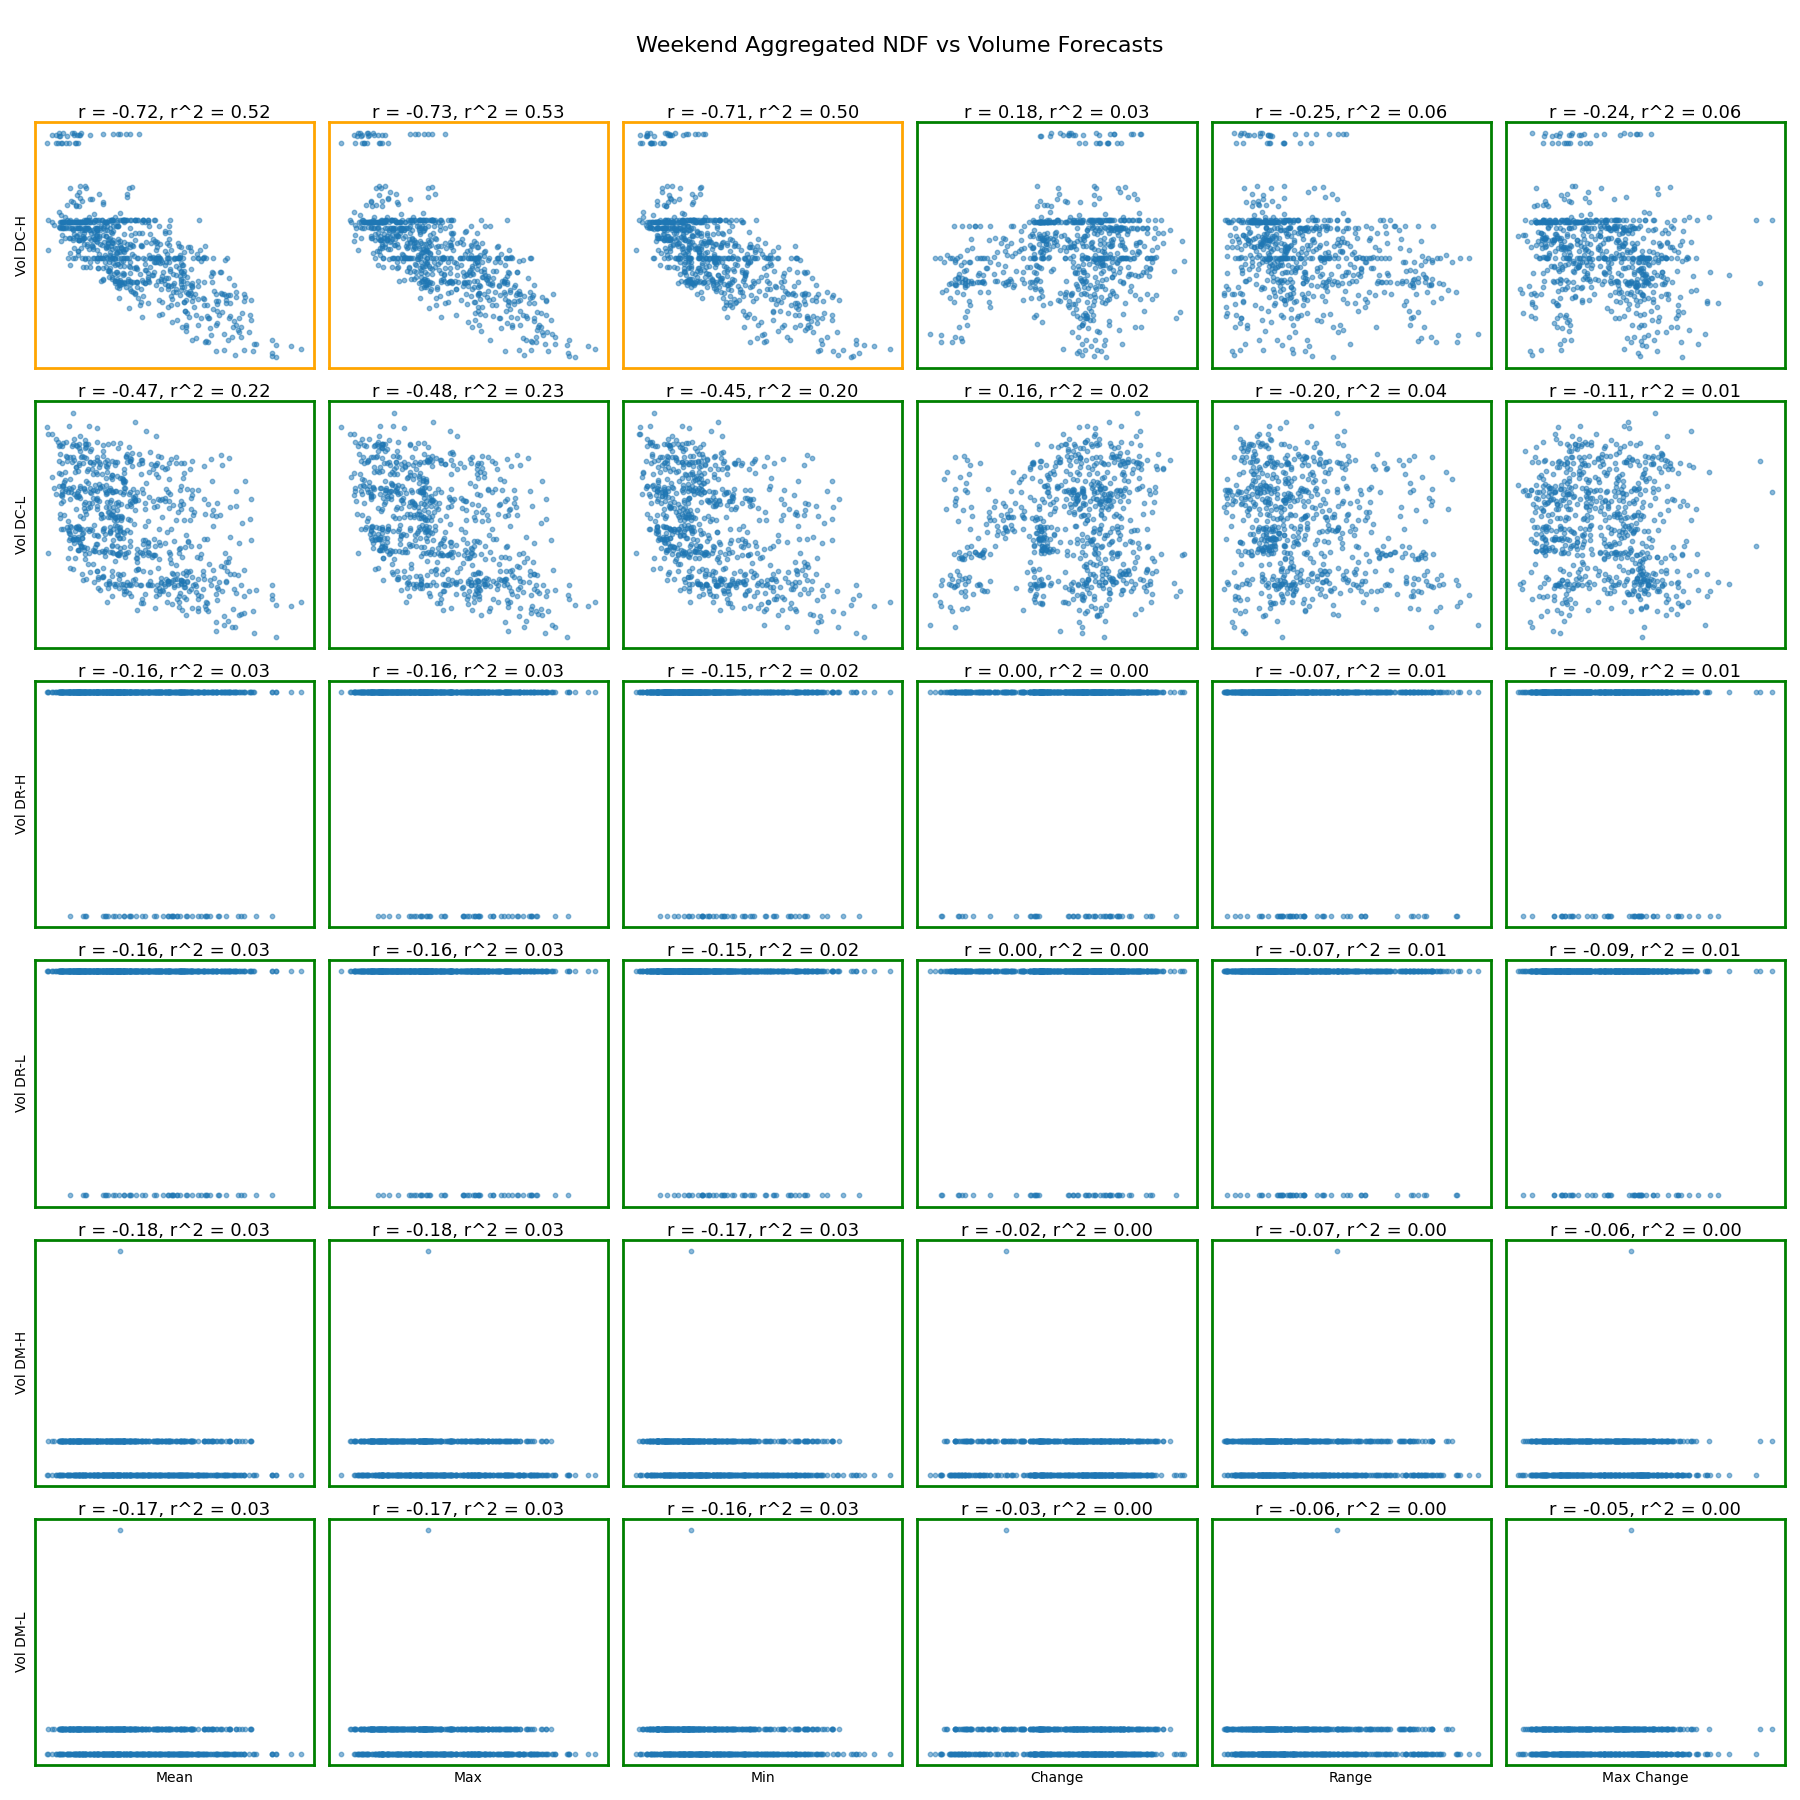 Weekend Aggregated NDF vs Volume Forecasts
r = -0.72, r^2 = 0.52
r = -0.73, r^2 = 0.53
r = -0.71, r^2 = 0.50
r = 0.18, r^2 = 0.03
r = -0.25, r^2 = 0.06
r = -0.24, r^2 = 0.06
Vol DC-H
r = -0.47, r^2 = 0.22
r = -0.48, r^2 = 0.23
r = -0.45, r^2 = 0.20
r = 0.16, r^2 = 0.02
r = -0.20, r^2 = 0.04
r = -0.11, r^2 = 0.01
Vol DC-L
r = -0.16, r^2 = 0.03
r = -0.16, r^2 = 0.03
r = -0.15, r^2 = 0.02
r = 0.00, r^2 = 0.00
r = -0.07, r^2 = 0.01
r = -0.09, r^2 = 0.01
Vol DR-H
r = -0.16, r^2 = 0.03
r = -0.16, r^2 = 0.03
r = -0.15, r^2 = 0.02
r = 0.00, r^2 = 0.00
r = -0.07, r^2 = 0.01
r = -0.09, r^2 = 0.01
Vol DR-L
r = -0.18, r^2 = 0.03
r = -0.18, r^2 = 0.03
r = -0.17, r^2 = 0.03
r = -0.02, r^2 = 0.00
r = -0.07, r^2 = 0.00
r = -0.06, r^2 = 0.00
Vol DM-H
r = -0.17, r^2 = 0.03
r = -0.17, r^2 = 0.03
r = -0.16, r^2 = 0.03
r = -0.03, r^2 = 0.00
r = -0.06, r^2 = 0.00
r = -0.05, r^2 = 0.00
Vol DM-L
Mean
Max
Min
Change
Range
Max Change